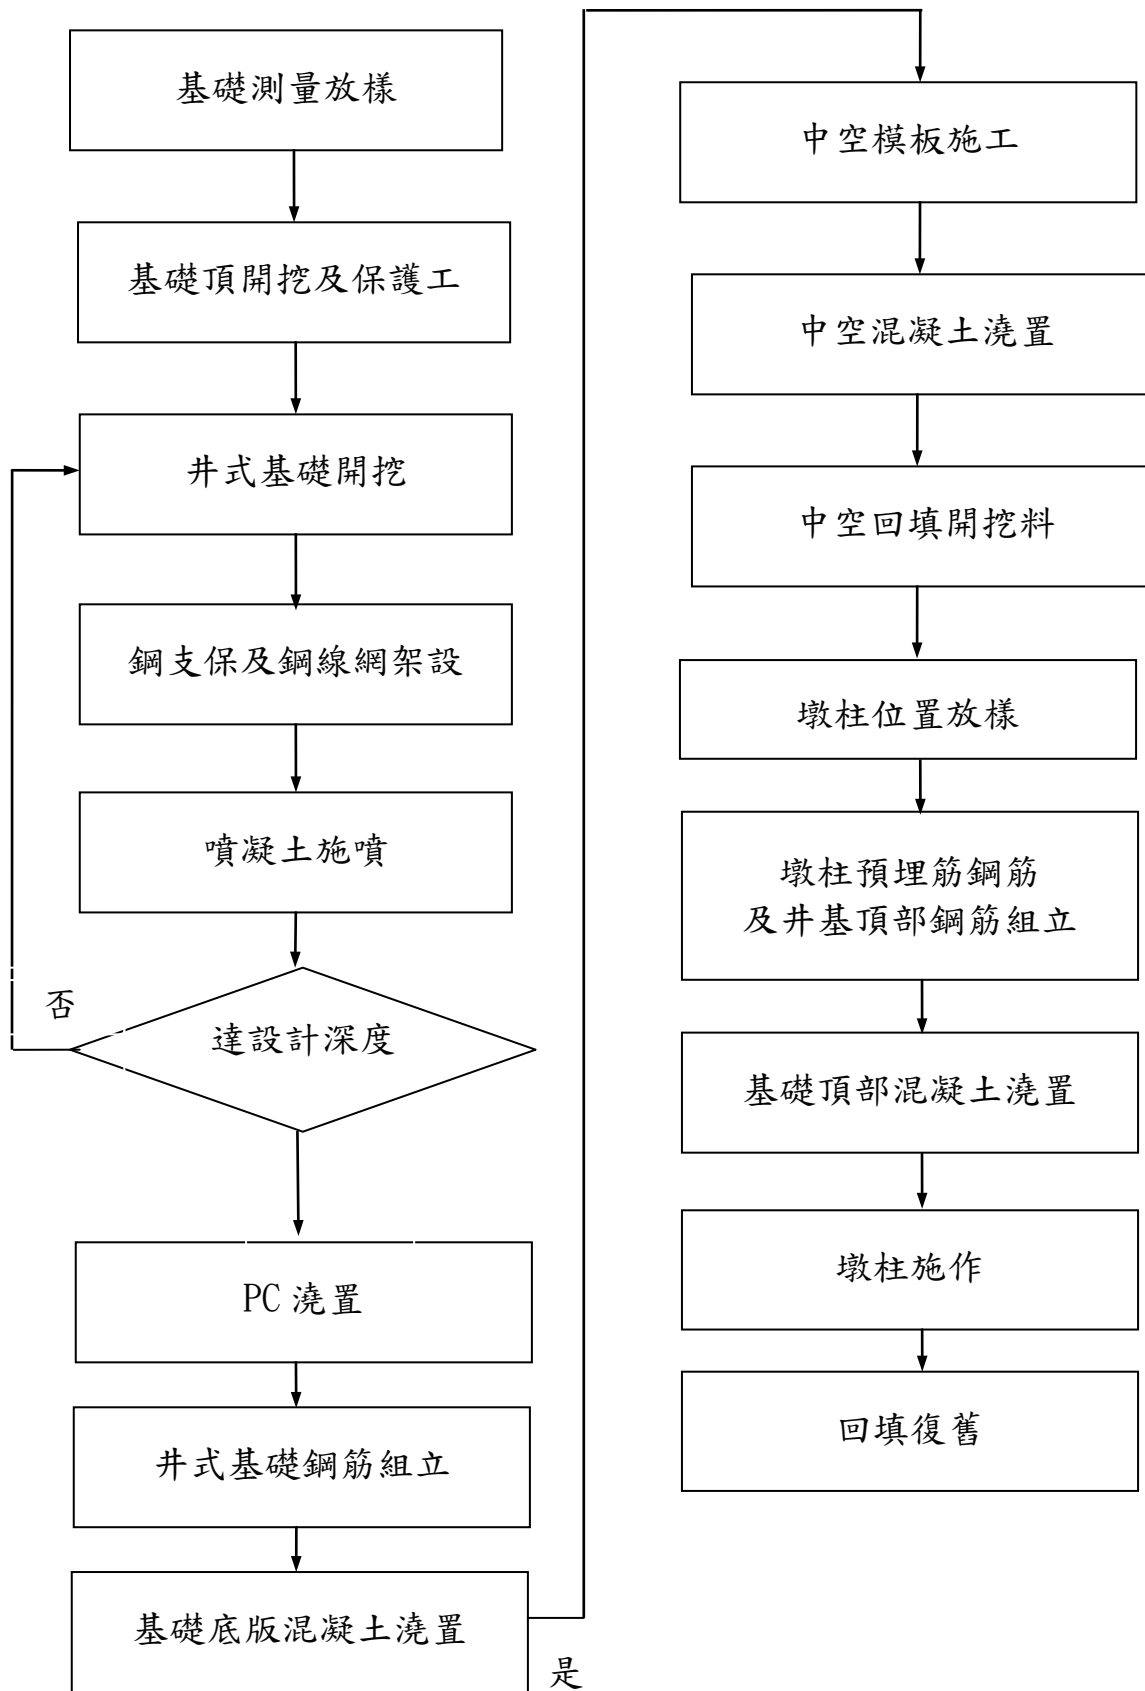 基礎測量放樣
基礎頂開挖及保護工
井式基礎開挖
鋼支保及鋼線網架設
噴凝土施噴
否
達設計深度
PC 澆置
井式基礎鋼筋組立
基礎底版混凝土澆置
是
中空模板施工
中空混凝土澆置
中空回填開挖料
墩柱位置放樣
墩柱預埋筋鋼筋
及井基頂部鋼筋組立
基礎頂部混凝土澆置
墩柱施作
回填復舊